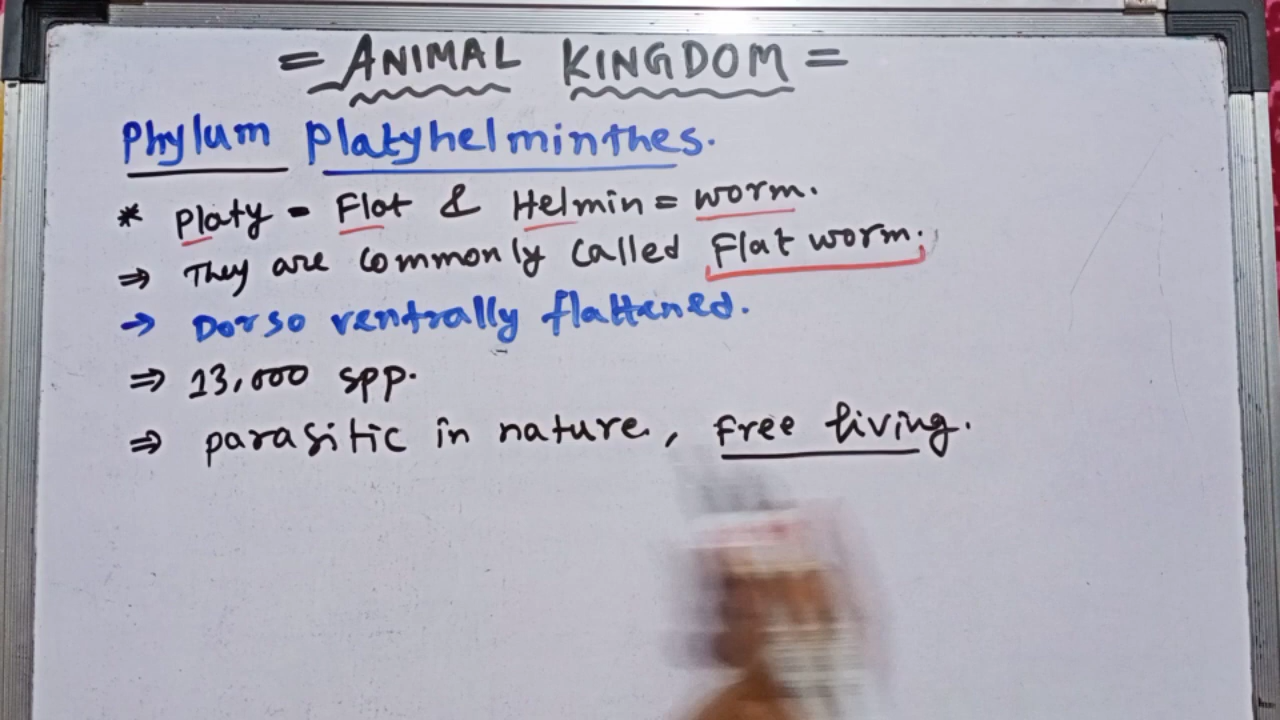 = ANIMAL KINGDOM =
Phylum Platyhelminthes.
* Platy = Flat & Helmin = worm.
⇒ They are commonly called Flat worm.
→ Dorso ventrally flattened.
⇒ 13,000 spp.
⇒ parasitic in nature, free living.